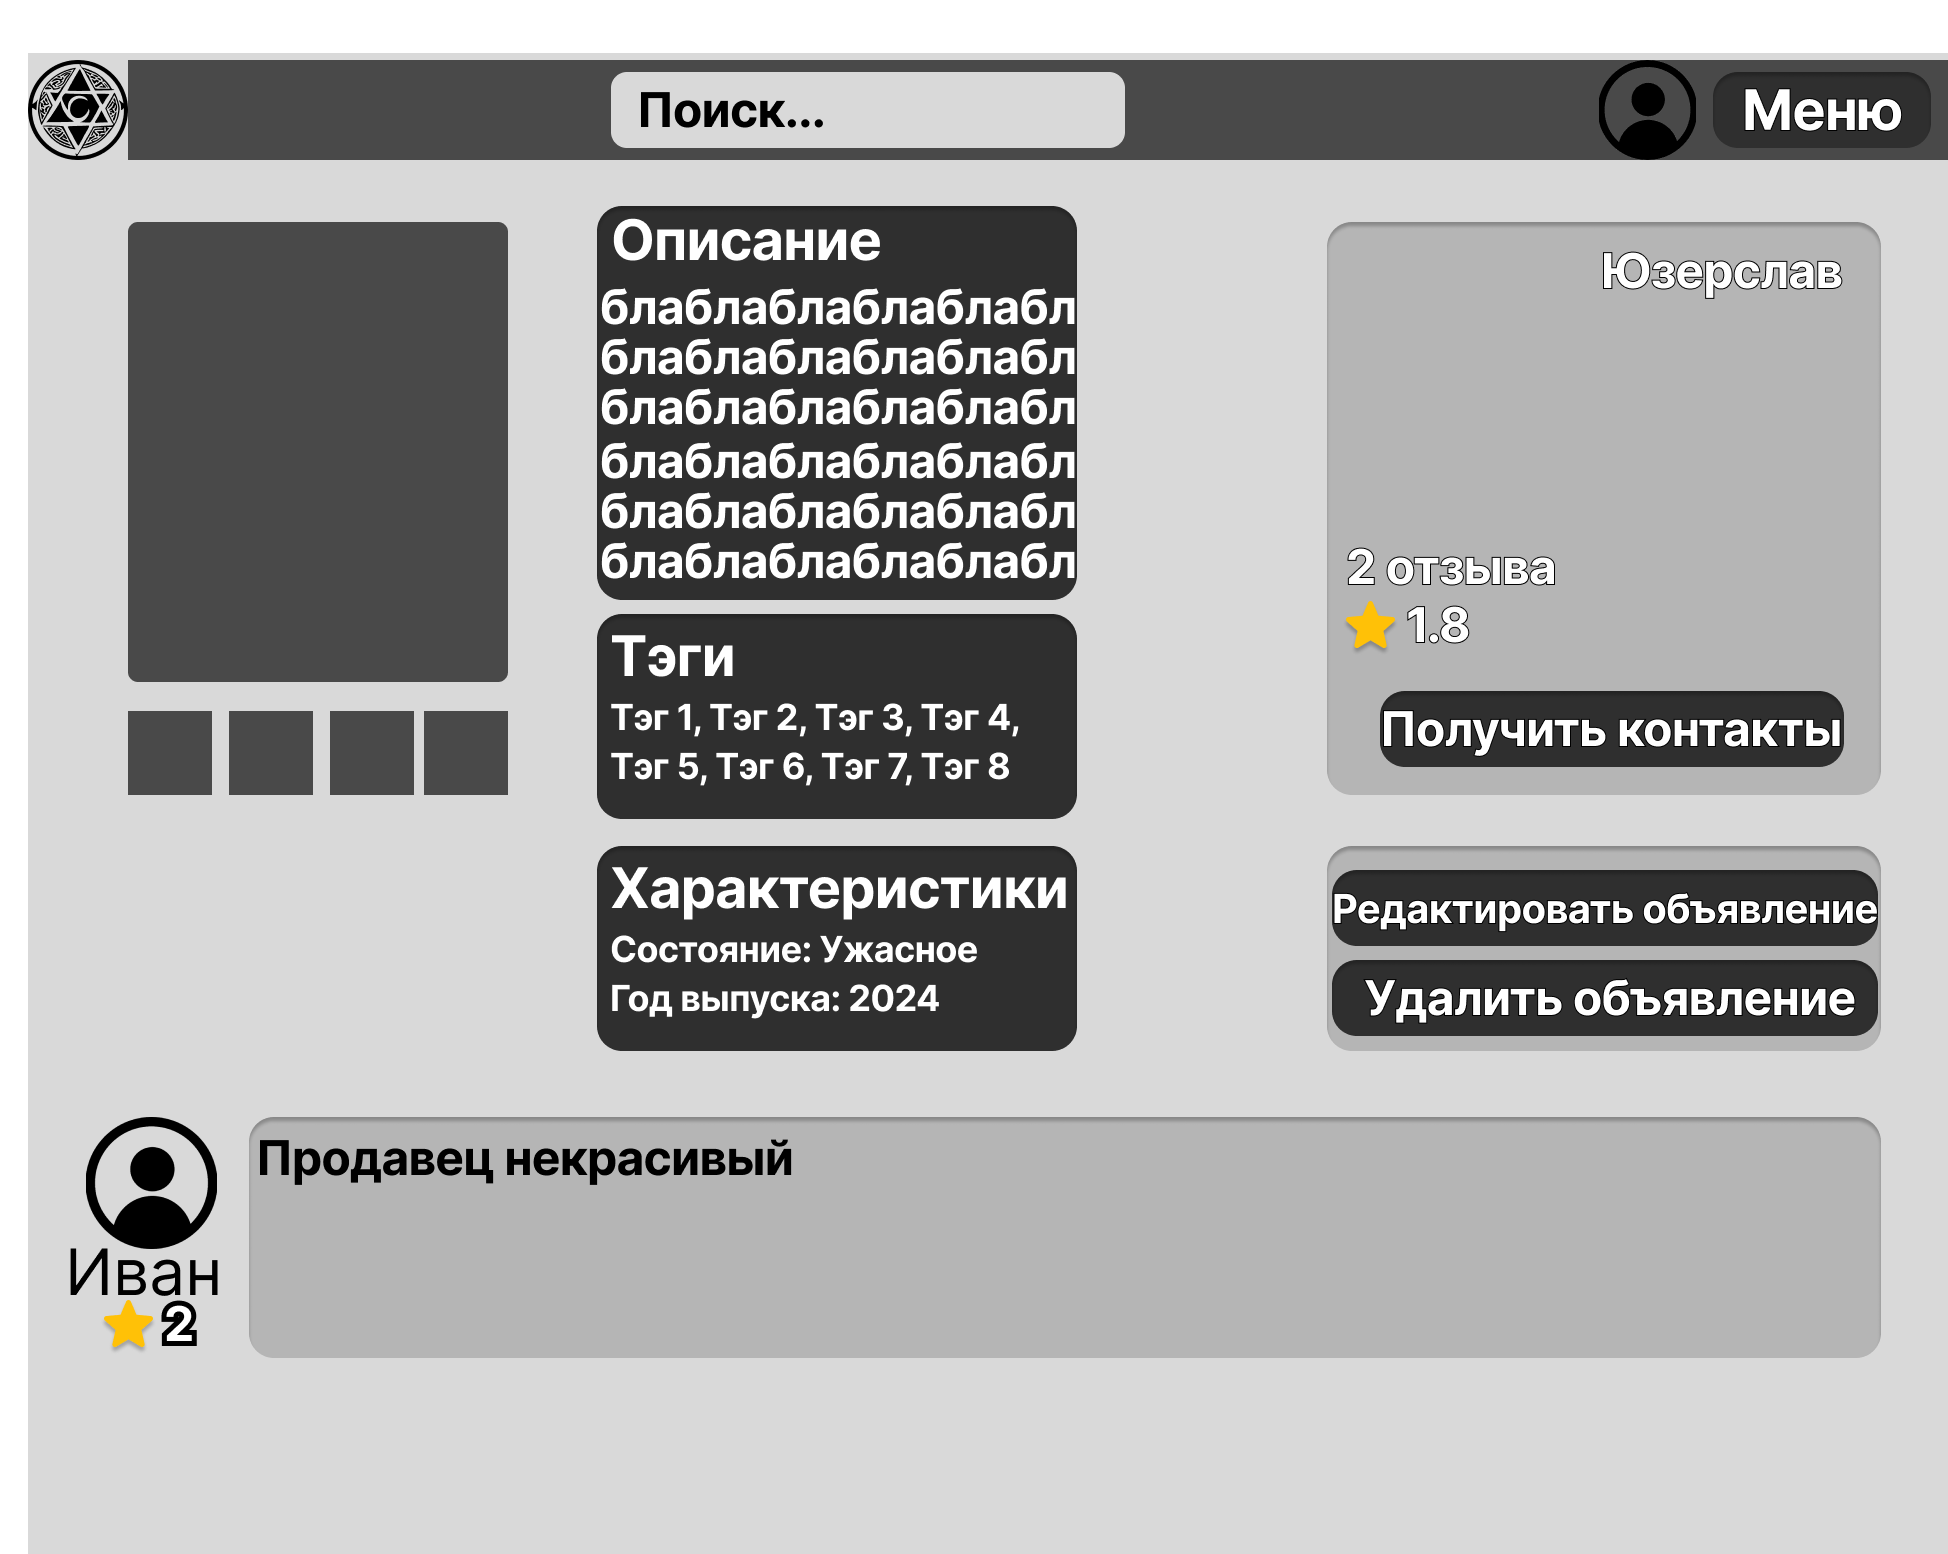 Поиск...
Меню
Описание
блаблаблаблаблабл
блаблаблаблаблабл
блаблаблаблаблабл
блаблаблаблаблабл
блаблаблаблаблабл
блаблаблаблаблабл
Тэги
Тэг 1, Тэг 2, Тэг 3, Тэг 4,
Тэг 5, Тэг 6, Тэг 7, Тэг 8
Характеристики
Состояние: Ужасное
Год выпуска: 2024
Юзерслав
2 отзыва
1.8
Получить контакты
Редактировать объявление
Удалить объявление
Иван
2
Продавец некрасивый